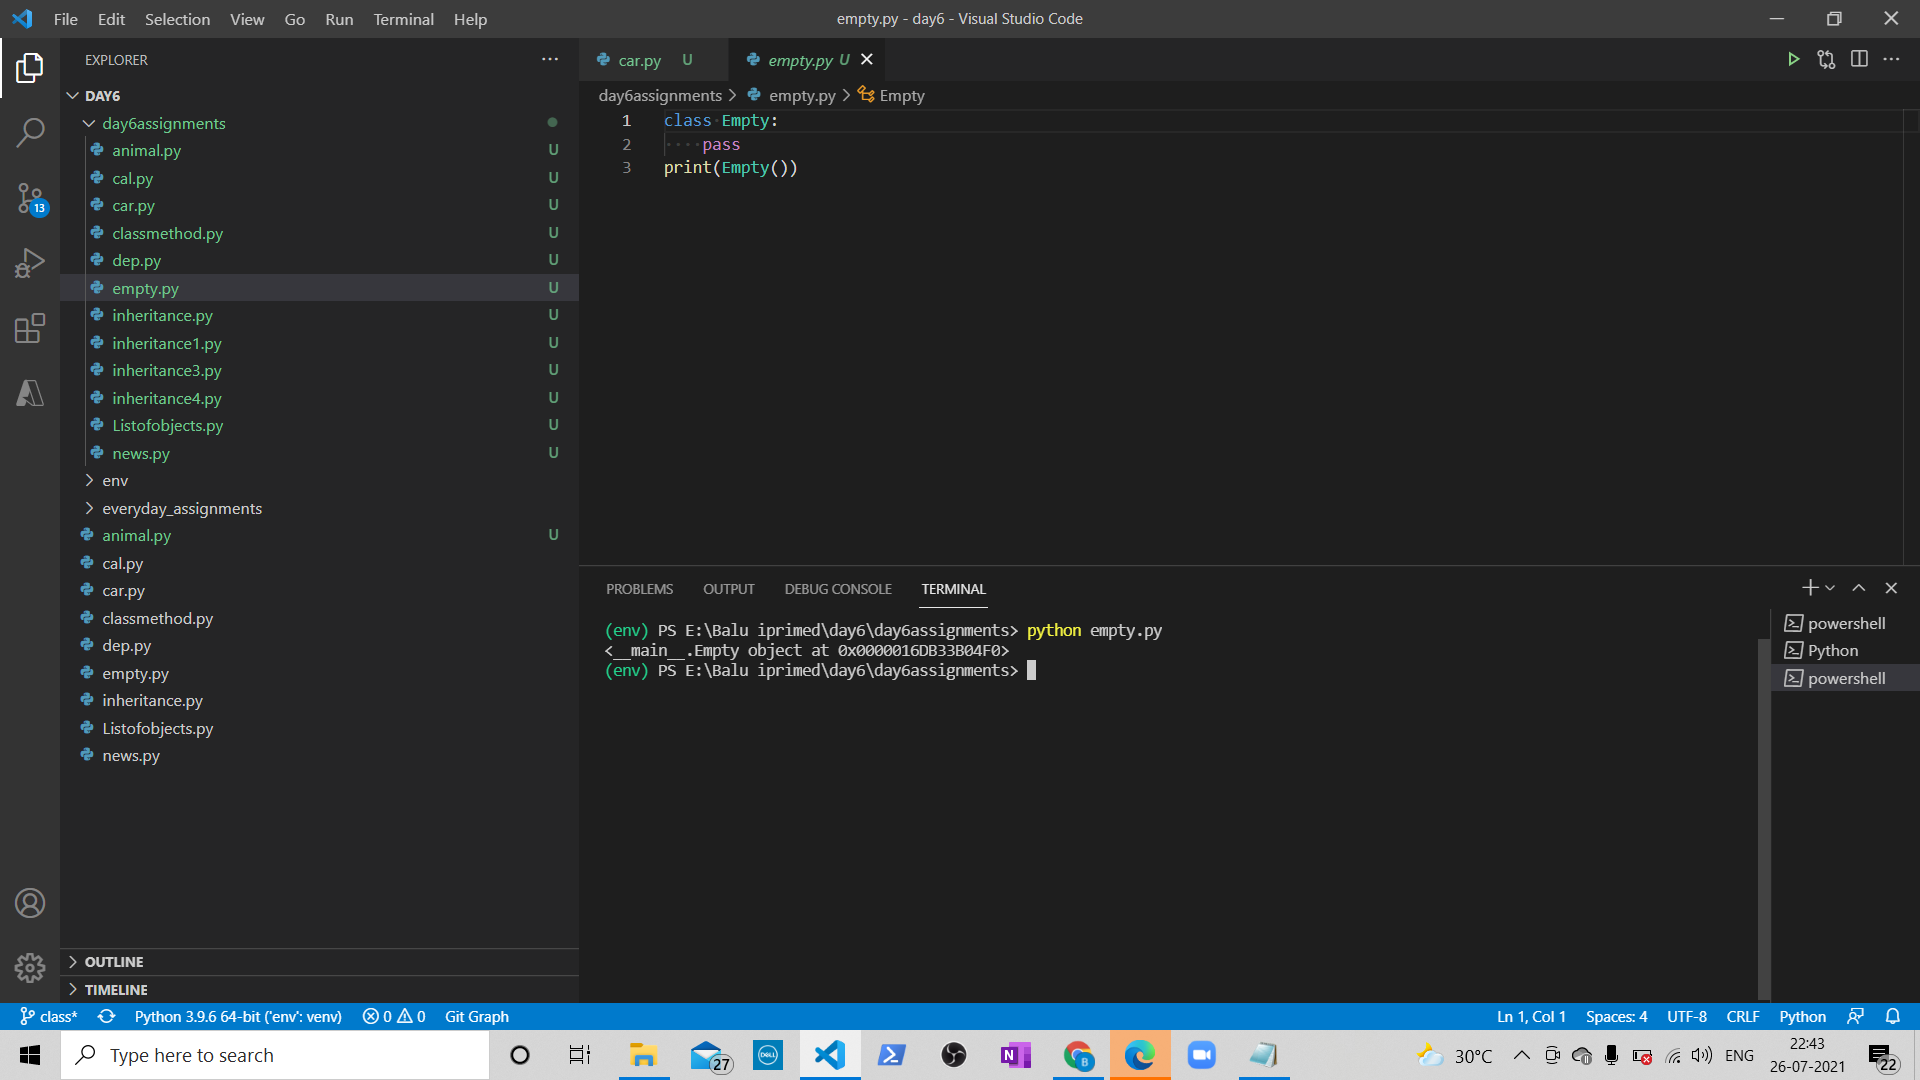 File Edit Selection View Go Run Terminal Help
empty.py - day6 - Visual Studio Code
EXPLORER
DAY6
day6assignments
animal.py U
cal.py U
car.py U
classmethod.py U
dep.py U
empty.py U
inheritance.py U
inheritance1.py U
inheritance3.py U
inheritance4.py U
Listofobjects.py U
news.py U
env
everyday_assignments
animal.py U
cal.py
car.py
classmethod.py
dep.py
empty.py
inheritance.py
Listofobjects.py
news.py
OUTLINE
TIMELINE
13
car.py U
empty.py U
day6assignments > empty.py > Empty
1 class Empty:
2 pass
3 print(Empty())
PROBLEMS OUTPUT DEBUG CONSOLE TERMINAL
(env) PS E:\Balu iprimed\day6\day6assignments> python empty.py
<__main__.Empty object at 0x0000016DB33B04F0>
(env) PS E:\Balu iprimed\day6\day6assignments>
powershell
Python
powershell
class* Python 3.9.6 64-bit ('env': venv) 0 0 Git Graph
Ln 1, Col 1 Spaces: 4 UTF-8 CRLF Python
Type here to search
27
DELL
N
B
30°C
ENG
22:43
26-07-2021
22